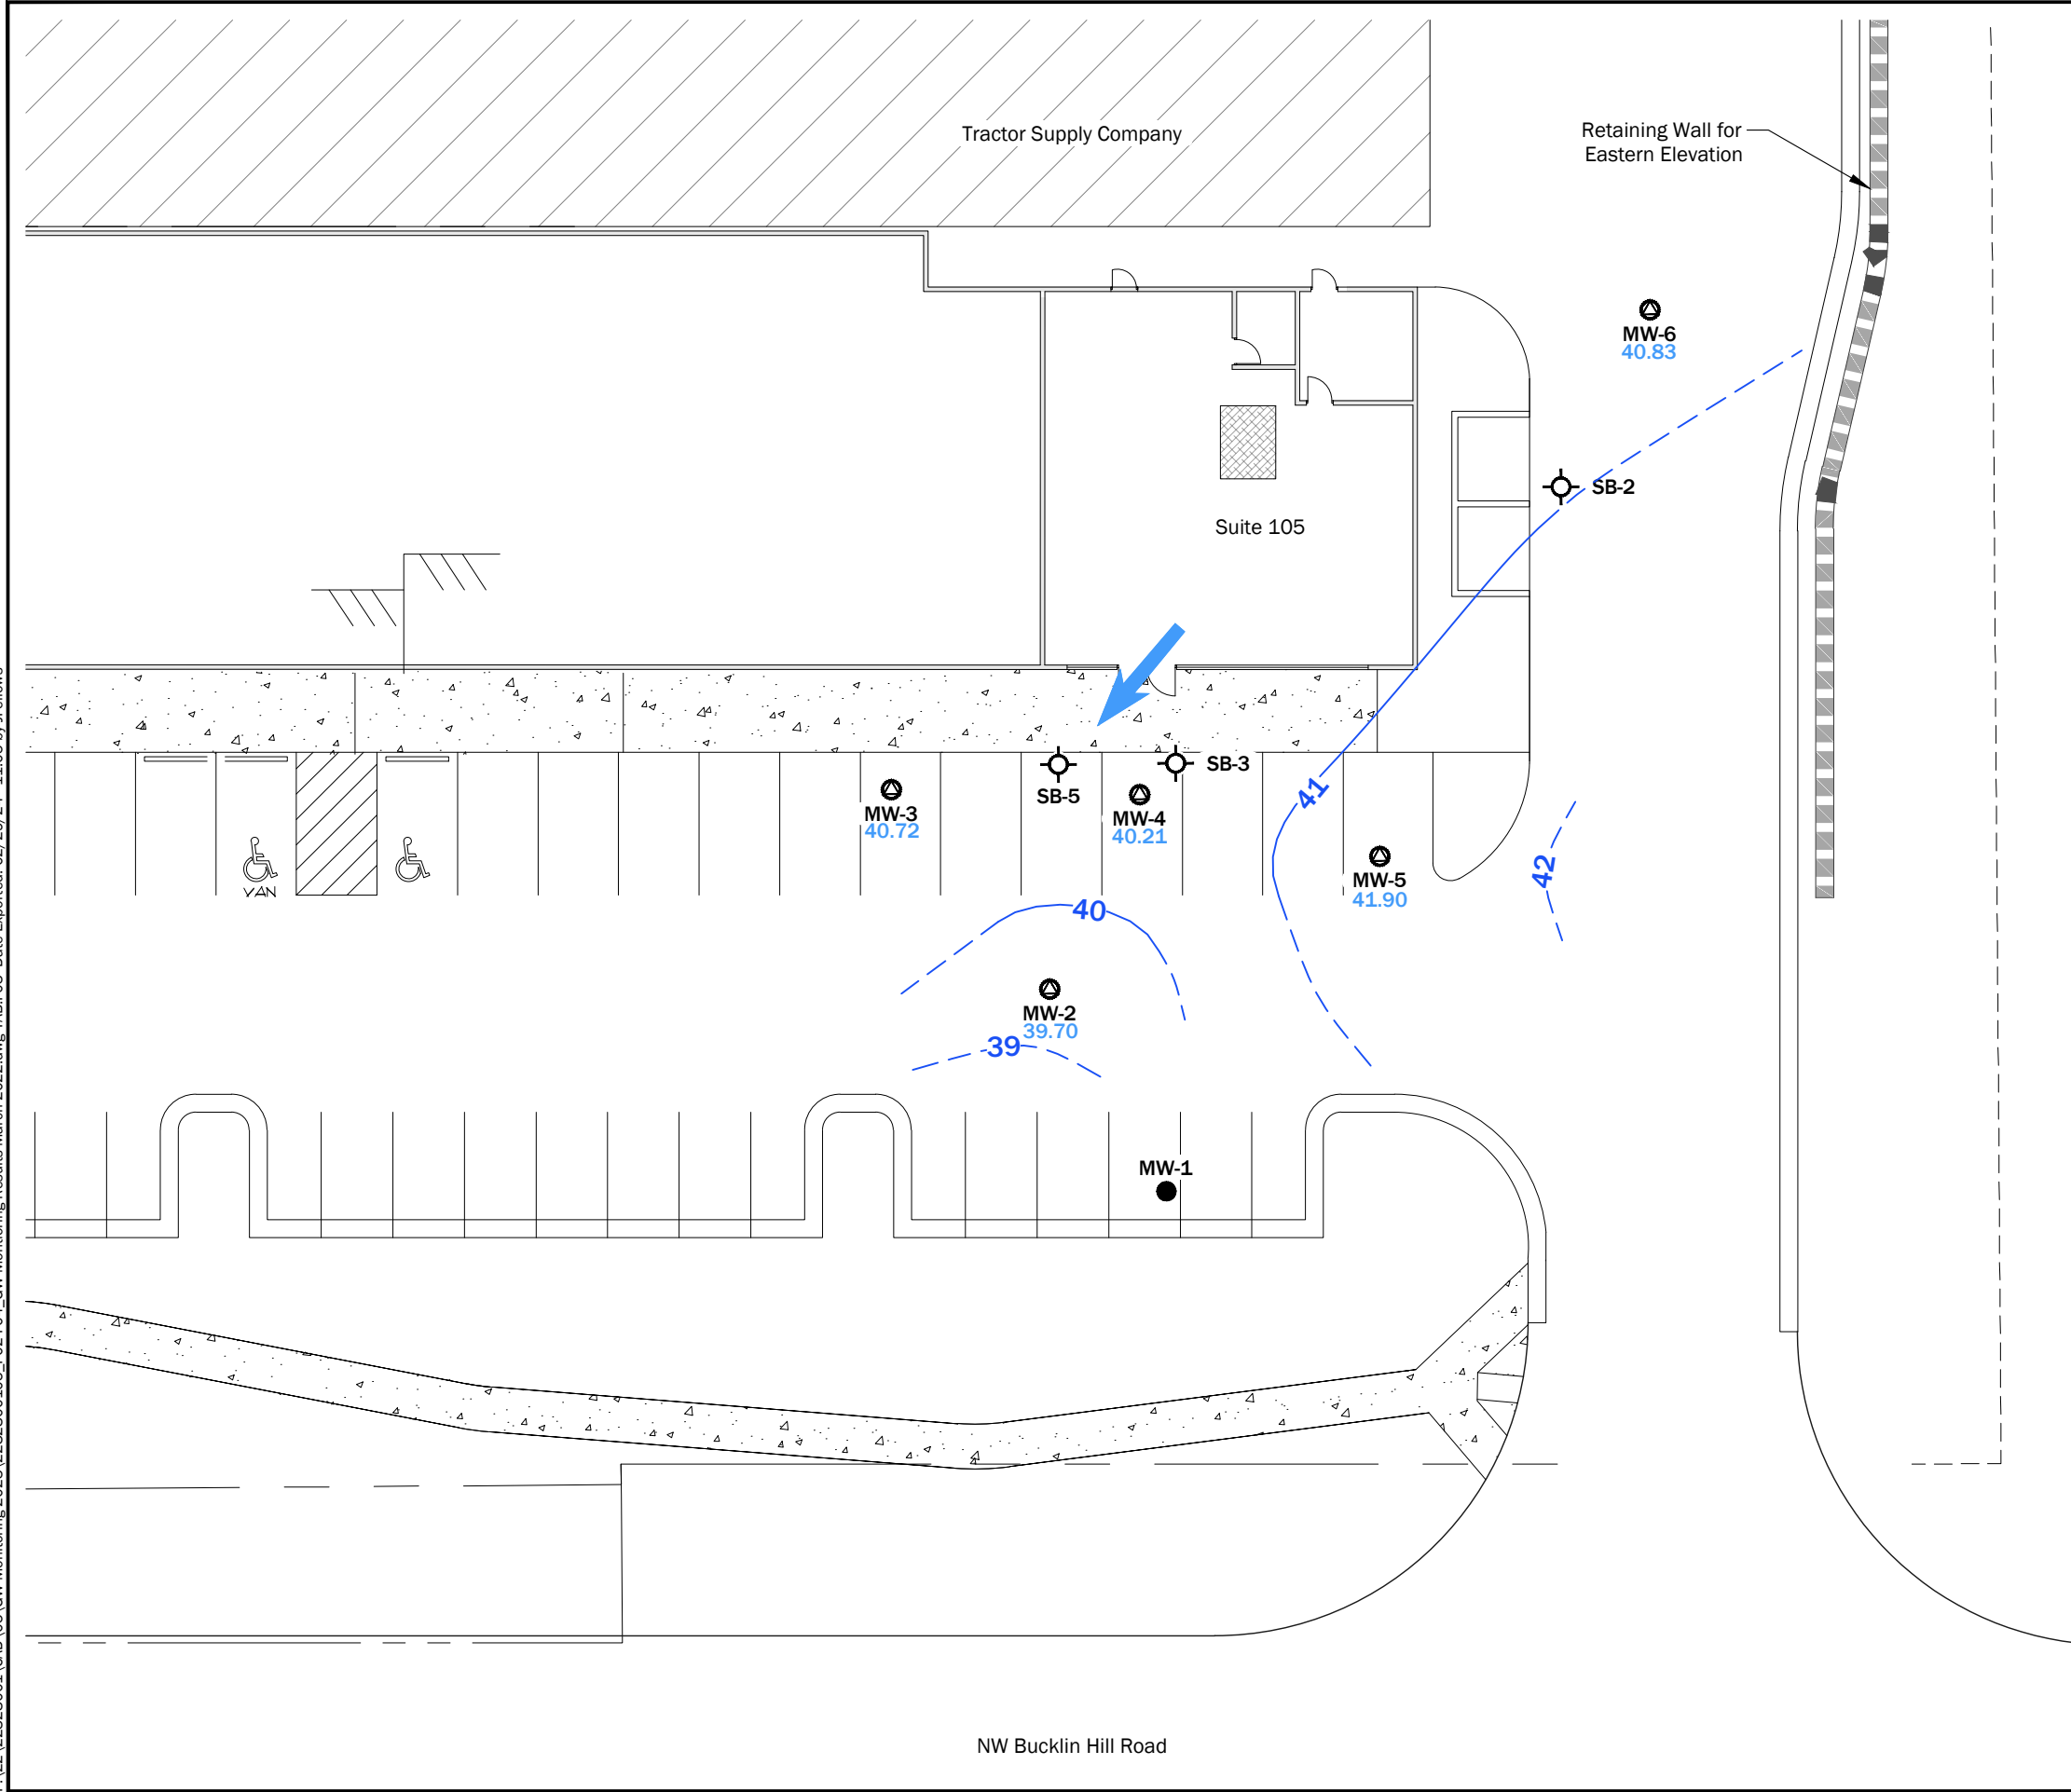 Tractor Supply Company
Retaining Wall for
Eastern Elevation
MW-6
40.83
SB-2
Suite 105
SB-3
SB-5
MW-3
40.72
MW-4
40.21
41
MW-5
41.90
42
VAN
40
MW-2
39.70
39
MW-1
NW Bucklin Hill Road